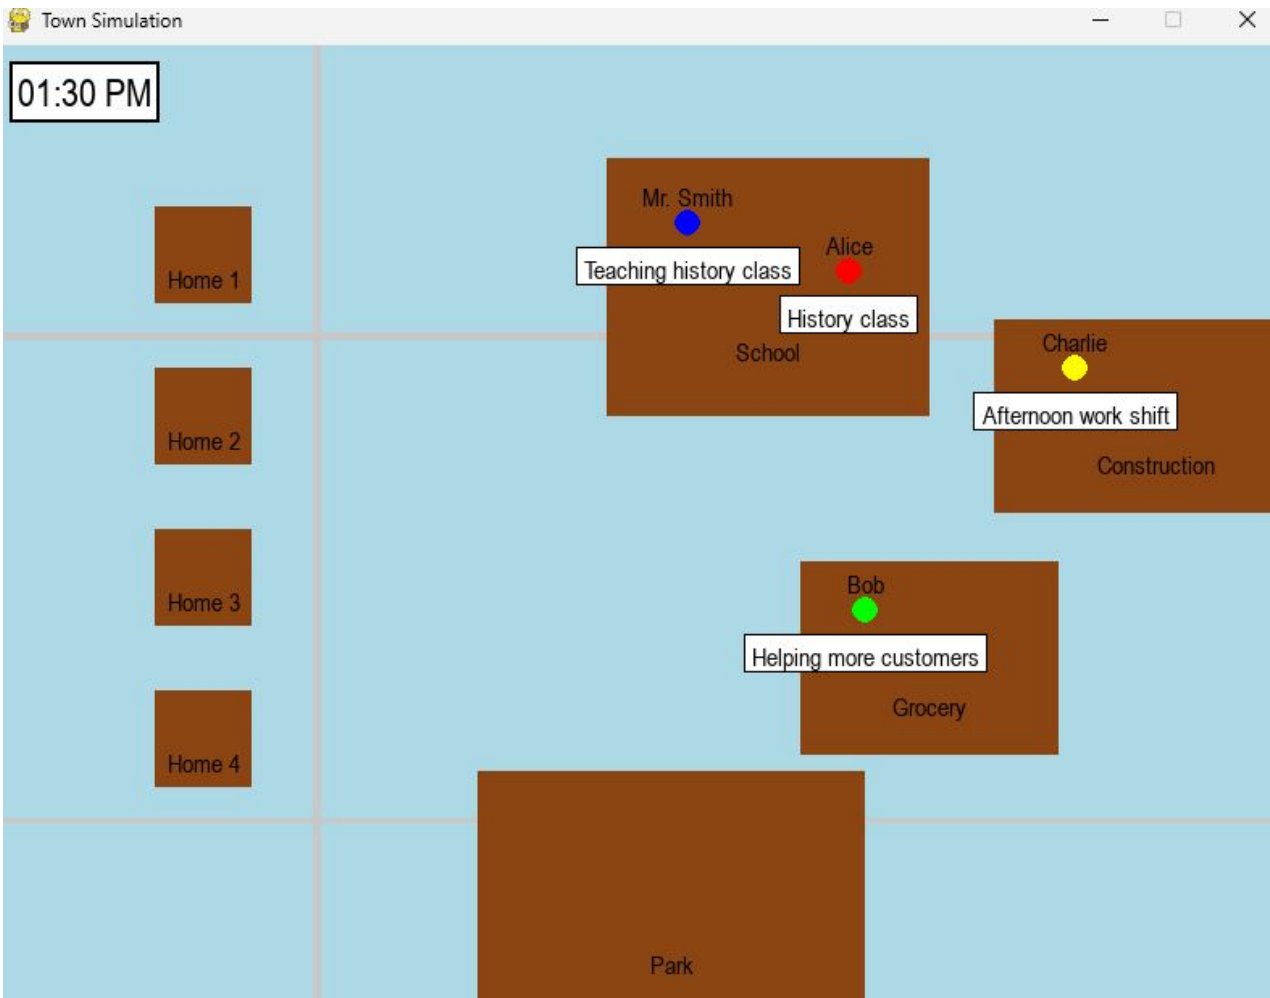 Town Simulation
01:30 PM
Mr. Smith
Teaching history class
Alice
History class
School
Home 1
Charlie
Afternoon work shift
Construction
Home 2
Bob
Helping more customers
Grocery
Home 3
Home 4
Park